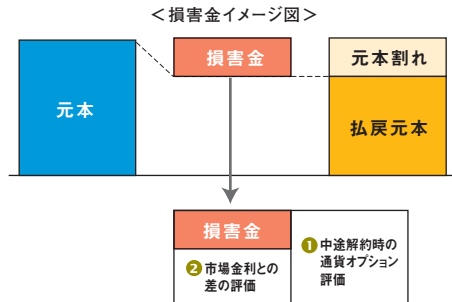 ＜損害金イメージ図＞
元本
損害金
元本割れ
払戻元本
損害金
❷市場金利との
差の評価
❶中途解約時の
通貨オプション
評価